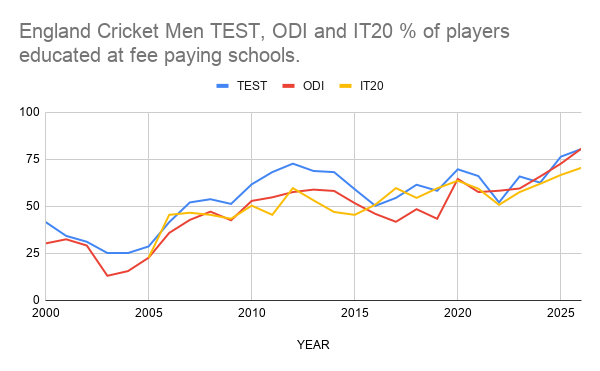 England Cricket Men TEST, ODI and IT20 % of players
educated at fee paying schools.
TEST ODI IT20
100
75
50
25
0
2000 2005 2010 2015 2020 2025
YEAR